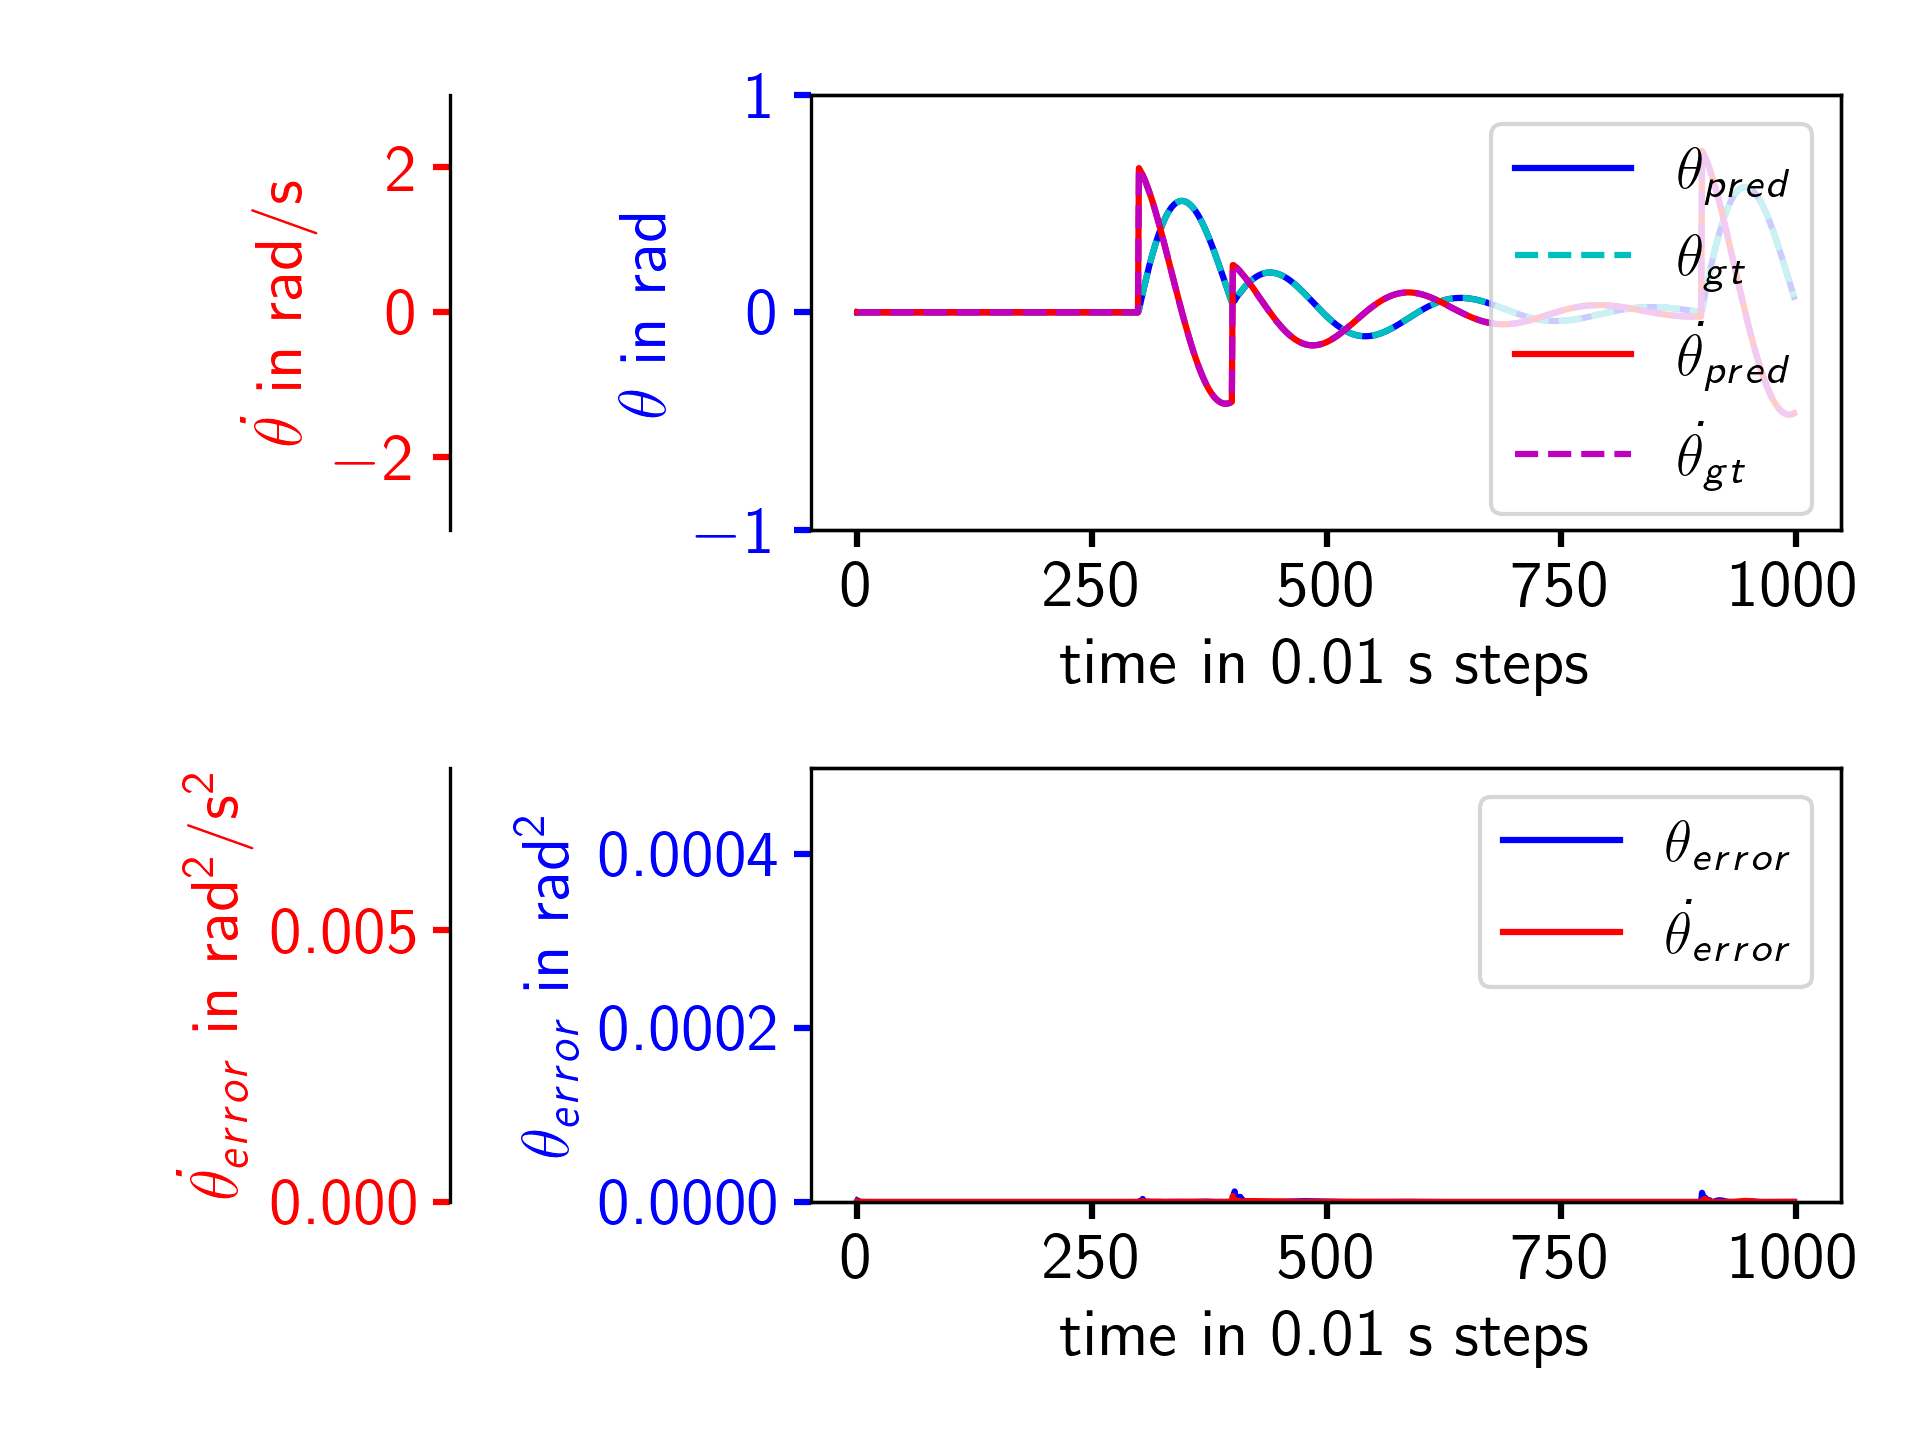 θ̇ in rad/s
2
0
−2
θ in rad
1
0
−1
θ_pred
θ_gt
θ̇_pred
θ̇_gt
0 250 500 750 1000
time in 0.01 s steps
θ̇_error in rad²/s²
0.005
0.000
θ_error in rad²
0.0004
0.0002
0.0000
θ_error
θ̇_error
0 250 500 750 1000
time in 0.01 s steps